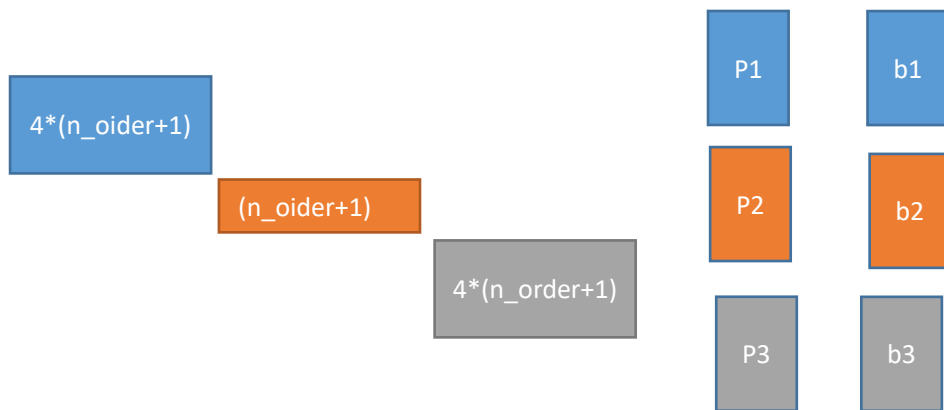 P1
b1
4*(n_oider+1)
(n_oider+1)
P2
b2
4*(n_order+1)
P3
b3